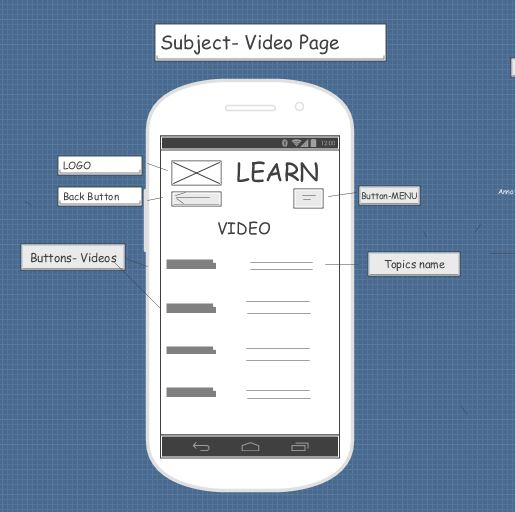 Subject- Video Page
12:00
LOGO
LEARN
Back Button
Button-MENU
VIDEO
Buttons- Videos
Topics name